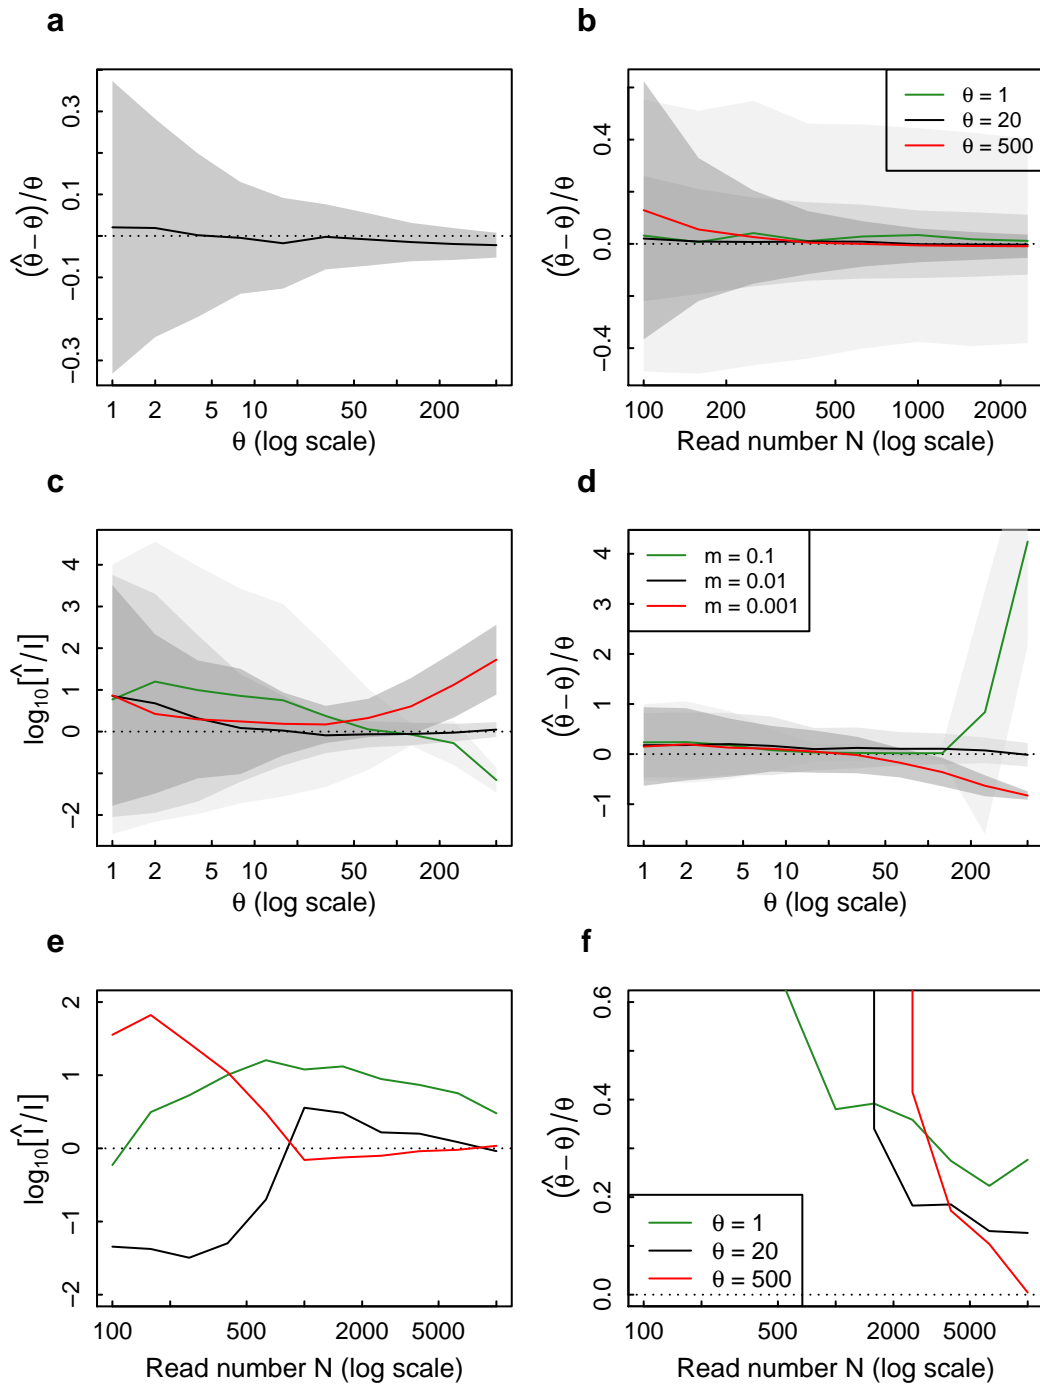 a
(θ̂ − θ)/θ
0.3
0.1
−0.1
−0.3
1 2 5 10 50 200
θ (log scale)
b
(θ̂ − θ)/θ
0.4
0.0
−0.4
θ = 1
θ = 20
θ = 500
100 200 500 1000 2000
Read number N (log scale)
c
log₁₀[Î/I]
4
3
2
1
0
−2
1 2 5 10 50 200
θ (log scale)
d
(θ̂ − θ)/θ
4
3
2
1
0
−1
m = 0.1
m = 0.01
m = 0.001
1 2 5 10 50 200
θ (log scale)
e
log₁₀[Î/I]
2
1
0
−1
−2
100 500 2000 5000
Read number N (log scale)
f
(θ̂ − θ)/θ
0.6
0.4
0.2
0.0
θ = 1
θ = 20
θ = 500
100 500 2000 5000
Read number N (log scale)